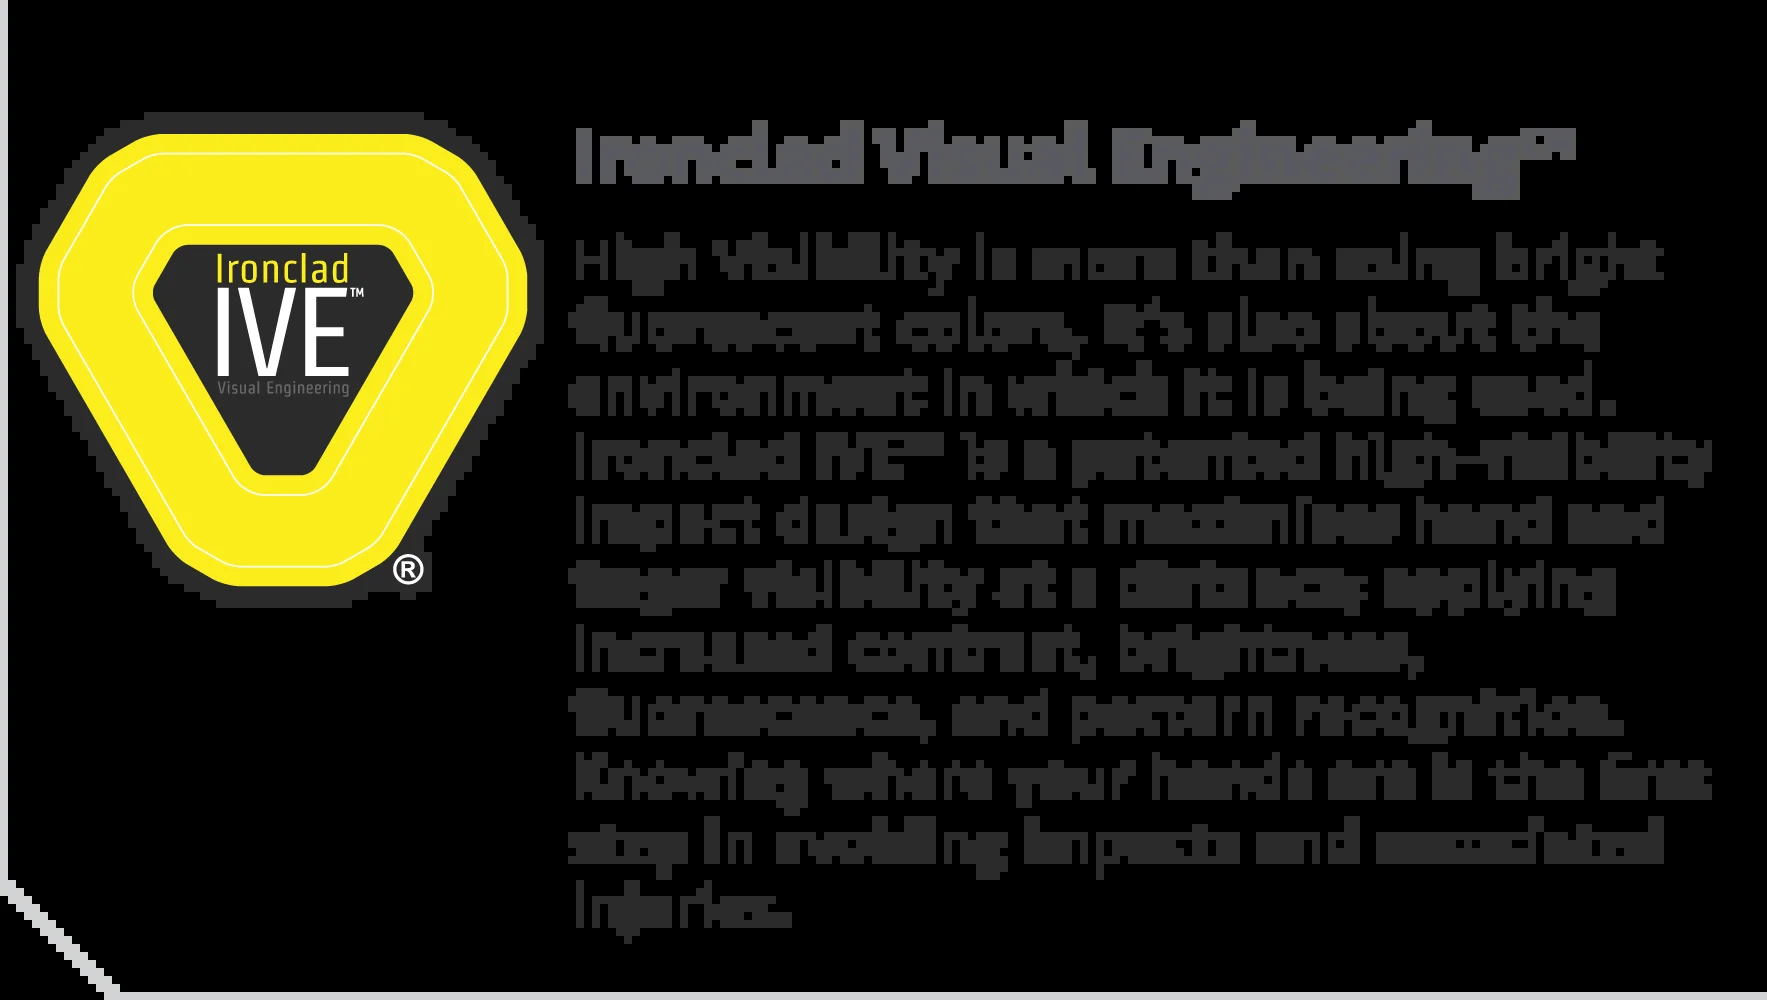 Ironclad
IVE™
Visual Engineering
®
Ironclad Visual Engineering™
High Visibility is more than using bright
fluorescent colors, it's also about the
environment in which it is being used.
Ironclad IVE™ is a patented high-visibility
impact design that maximizes hand and
finger visibility at a distance; applying
increased contrast, brightness,
fluorescence, and pattern recognition.
Knowing where your hands are is the first
step in avoiding impacts and associated
injuries.